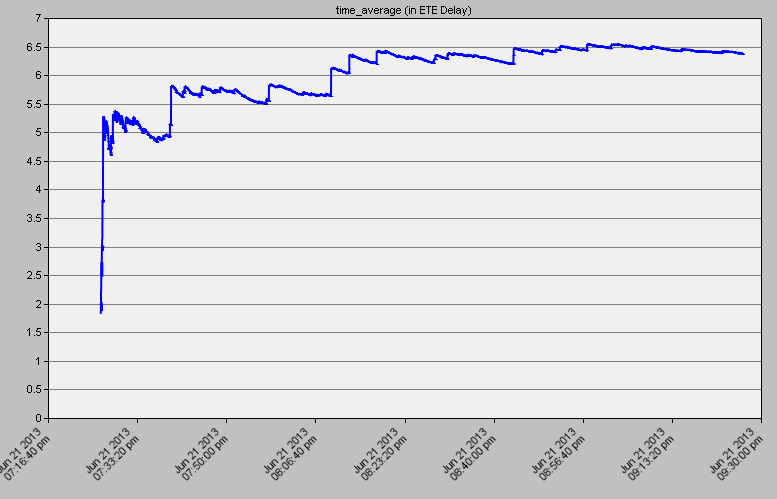 time_average (in ETE Delay)
7
6.5
6
5.5
5
4.5
4
3.5
3
2.5
2
1.5
1
0.5
0
Jun 21 2013
07:16:40 pm
Jun 21 2013
07:33:20 pm
Jun 21 2013
07:50:00 pm
Jun 21 2013
08:06:40 pm
Jun 21 2013
08:23:20 pm
Jun 21 2013
08:40:00 pm
Jun 21 2013
08:56:40 pm
Jun 21 2013
09:13:20 pm
Jun 21 2013
09:30:00 pm